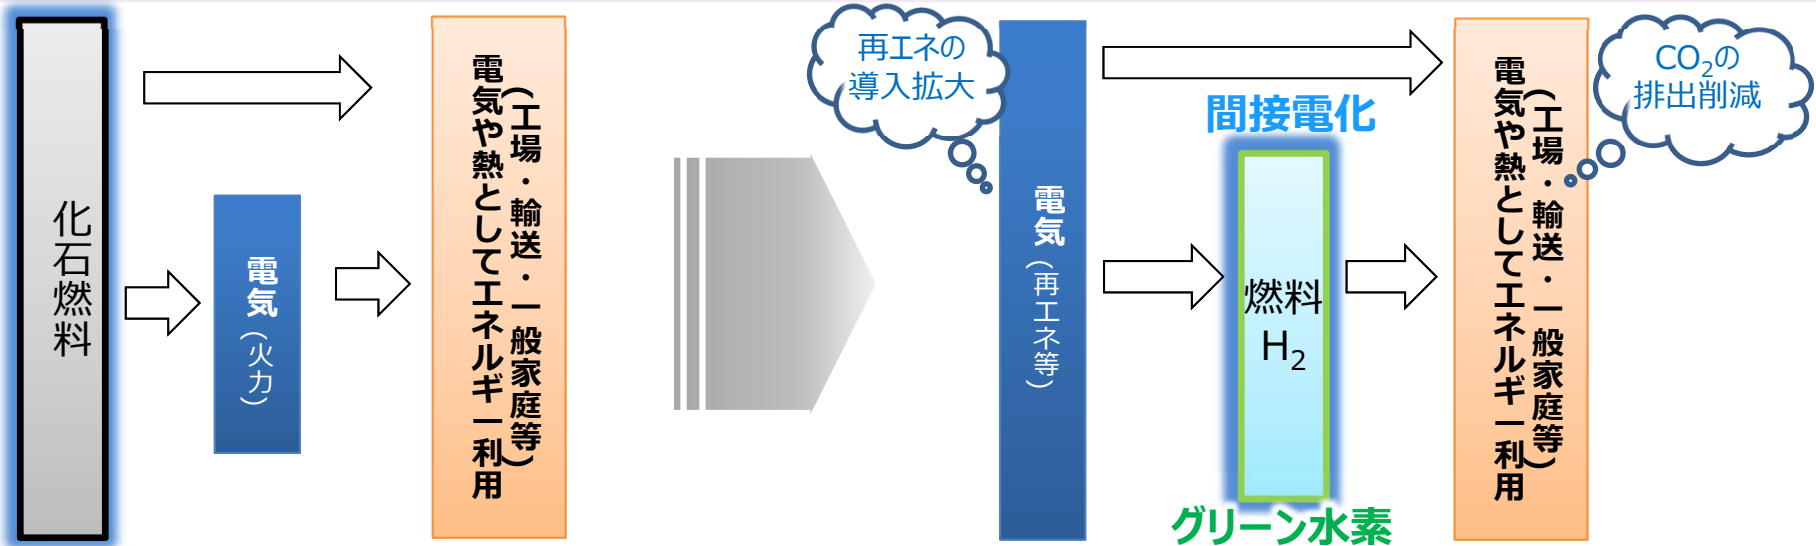 化石燃料
電気（火力）
電気や熱としてエネルギー利用
（工場・輸送・一般家庭等）
再エネの
導入拡大
電気（再エネ等）
間接電化
燃料
H₂
グリーン水素
電気や熱としてエネルギー利用
（工場・輸送・一般家庭等）
CO₂の
排出削減